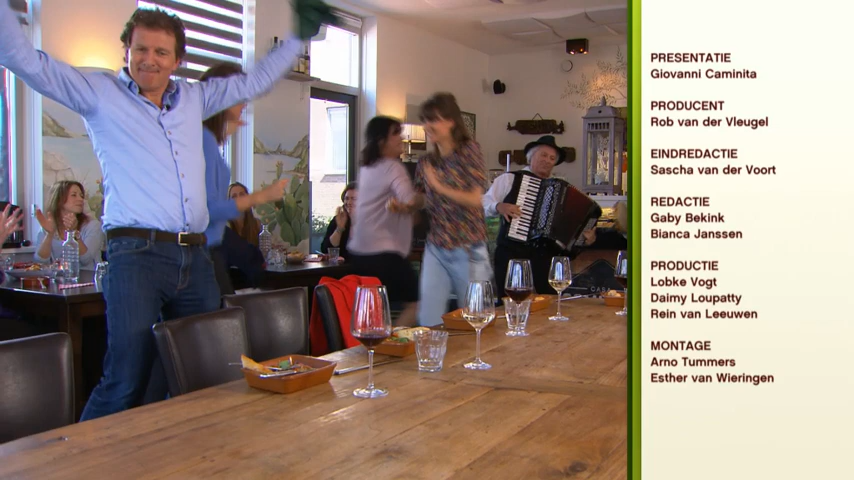 PRESENTATIE
Giovanni Caminita
PRODUCENT
Rob van der Vleugel
EINDREDACTIE
Sascha van der Voort
REDACTIE
Gaby Bekink
Bianca Janssen
PRODUCTIE
Lobke Vogt
Daimy Loupatty
Rein van Leeuwen
MONTAGE
Arno Tummers
Esther van Wieringen